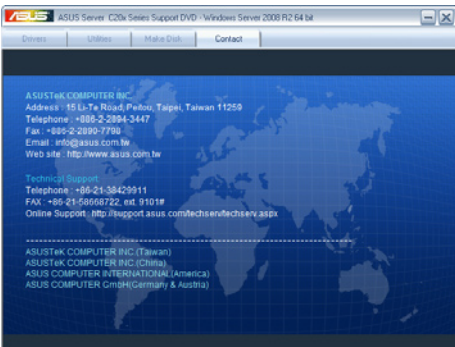 ASUS ASUS Server C20x Series Support DVD - Windows Server 2008 R2 64 bit
Drivers Utilities Make Disk Contact
ASUSTeK COMPUTER INC.
Address : 15 Li-Te Road, Peitou, Taipei, Taiwan 11259
Telephone : +886-2-2894-3447
Fax : +886-2-2890-7798
Email : info@asus.com.tw
Web site : http://www.asus.com.tw
Technical Support
Telephone : +86-21-38429911
FAX : +86-21-58668722, ext. 9101#
Online Support : http://support.asus.com/techserv/techserv.aspx
ASUSTeK COMPUTER INC.(Taiwan)
ASUSTeK COMPUTER INC.(China)
ASUS COMPUTER INTERNATIONAL(America)
ASUS COMPUTER GmbH(Germany & Austria)